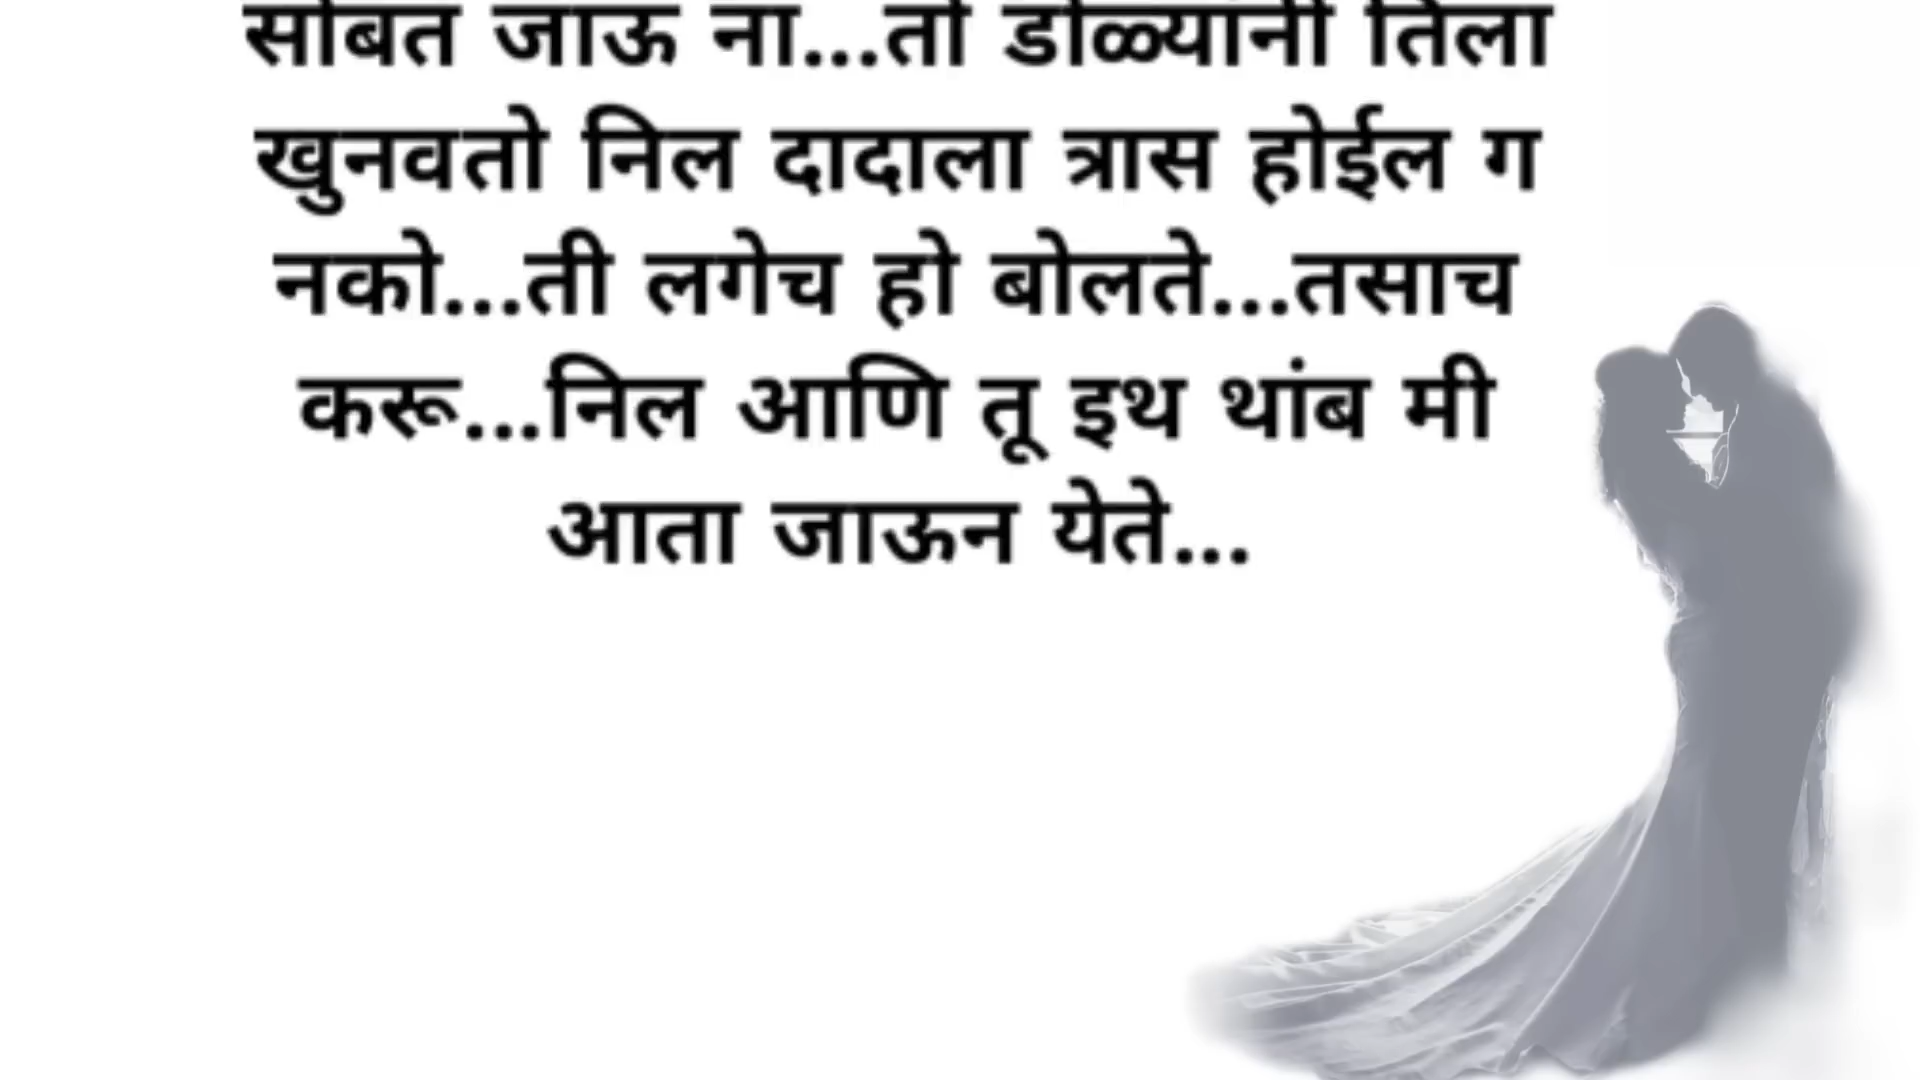 सोबत जाऊ ना...तो डोळ्यांनी तिला
खुनवतो निल दादाला त्रास होईल ग
नको...ती लगेच हो बोलते...तसाच
करू...निल आणि तू इथ थांब मी
आता जाऊन येते...